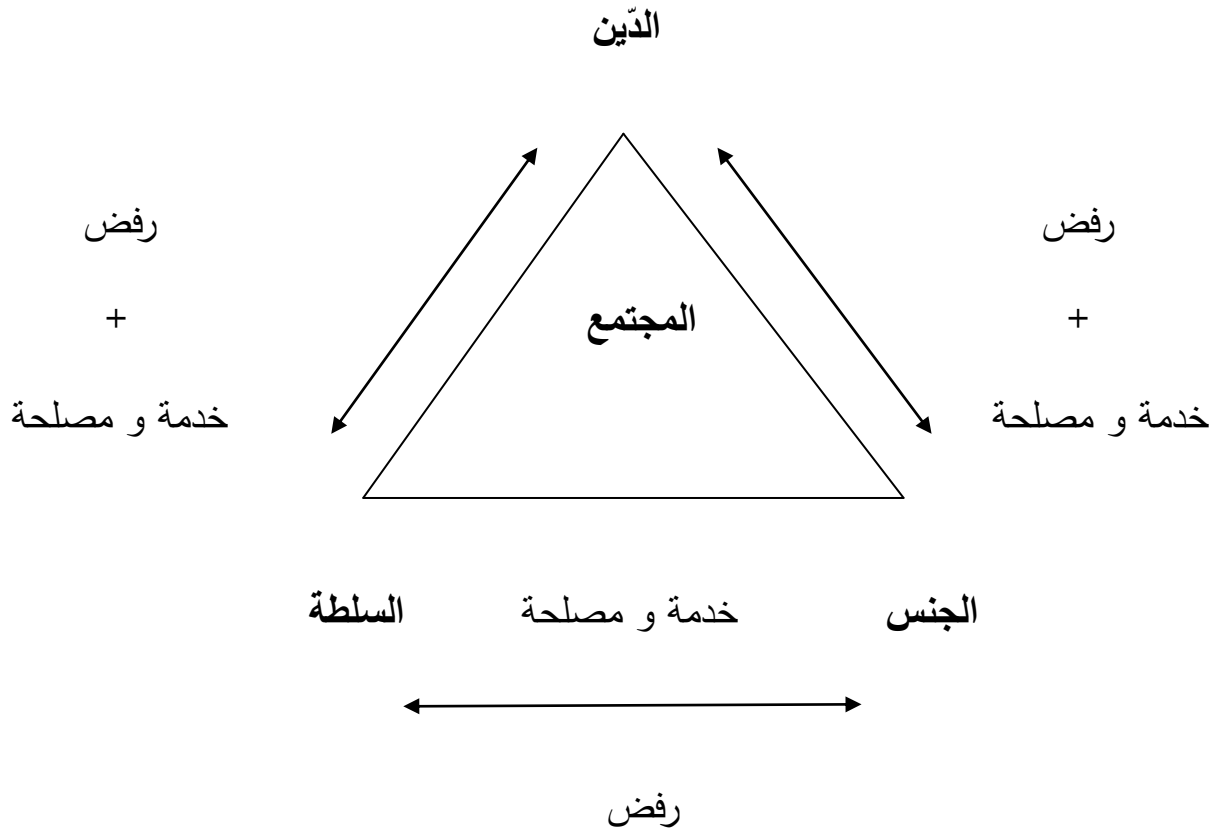 الدّين
رفض
رفض
+
المجتمع
+
خدمة و مصلحة
خدمة و مصلحة
الجنس
خدمة و مصلحة
السلطة
رفض